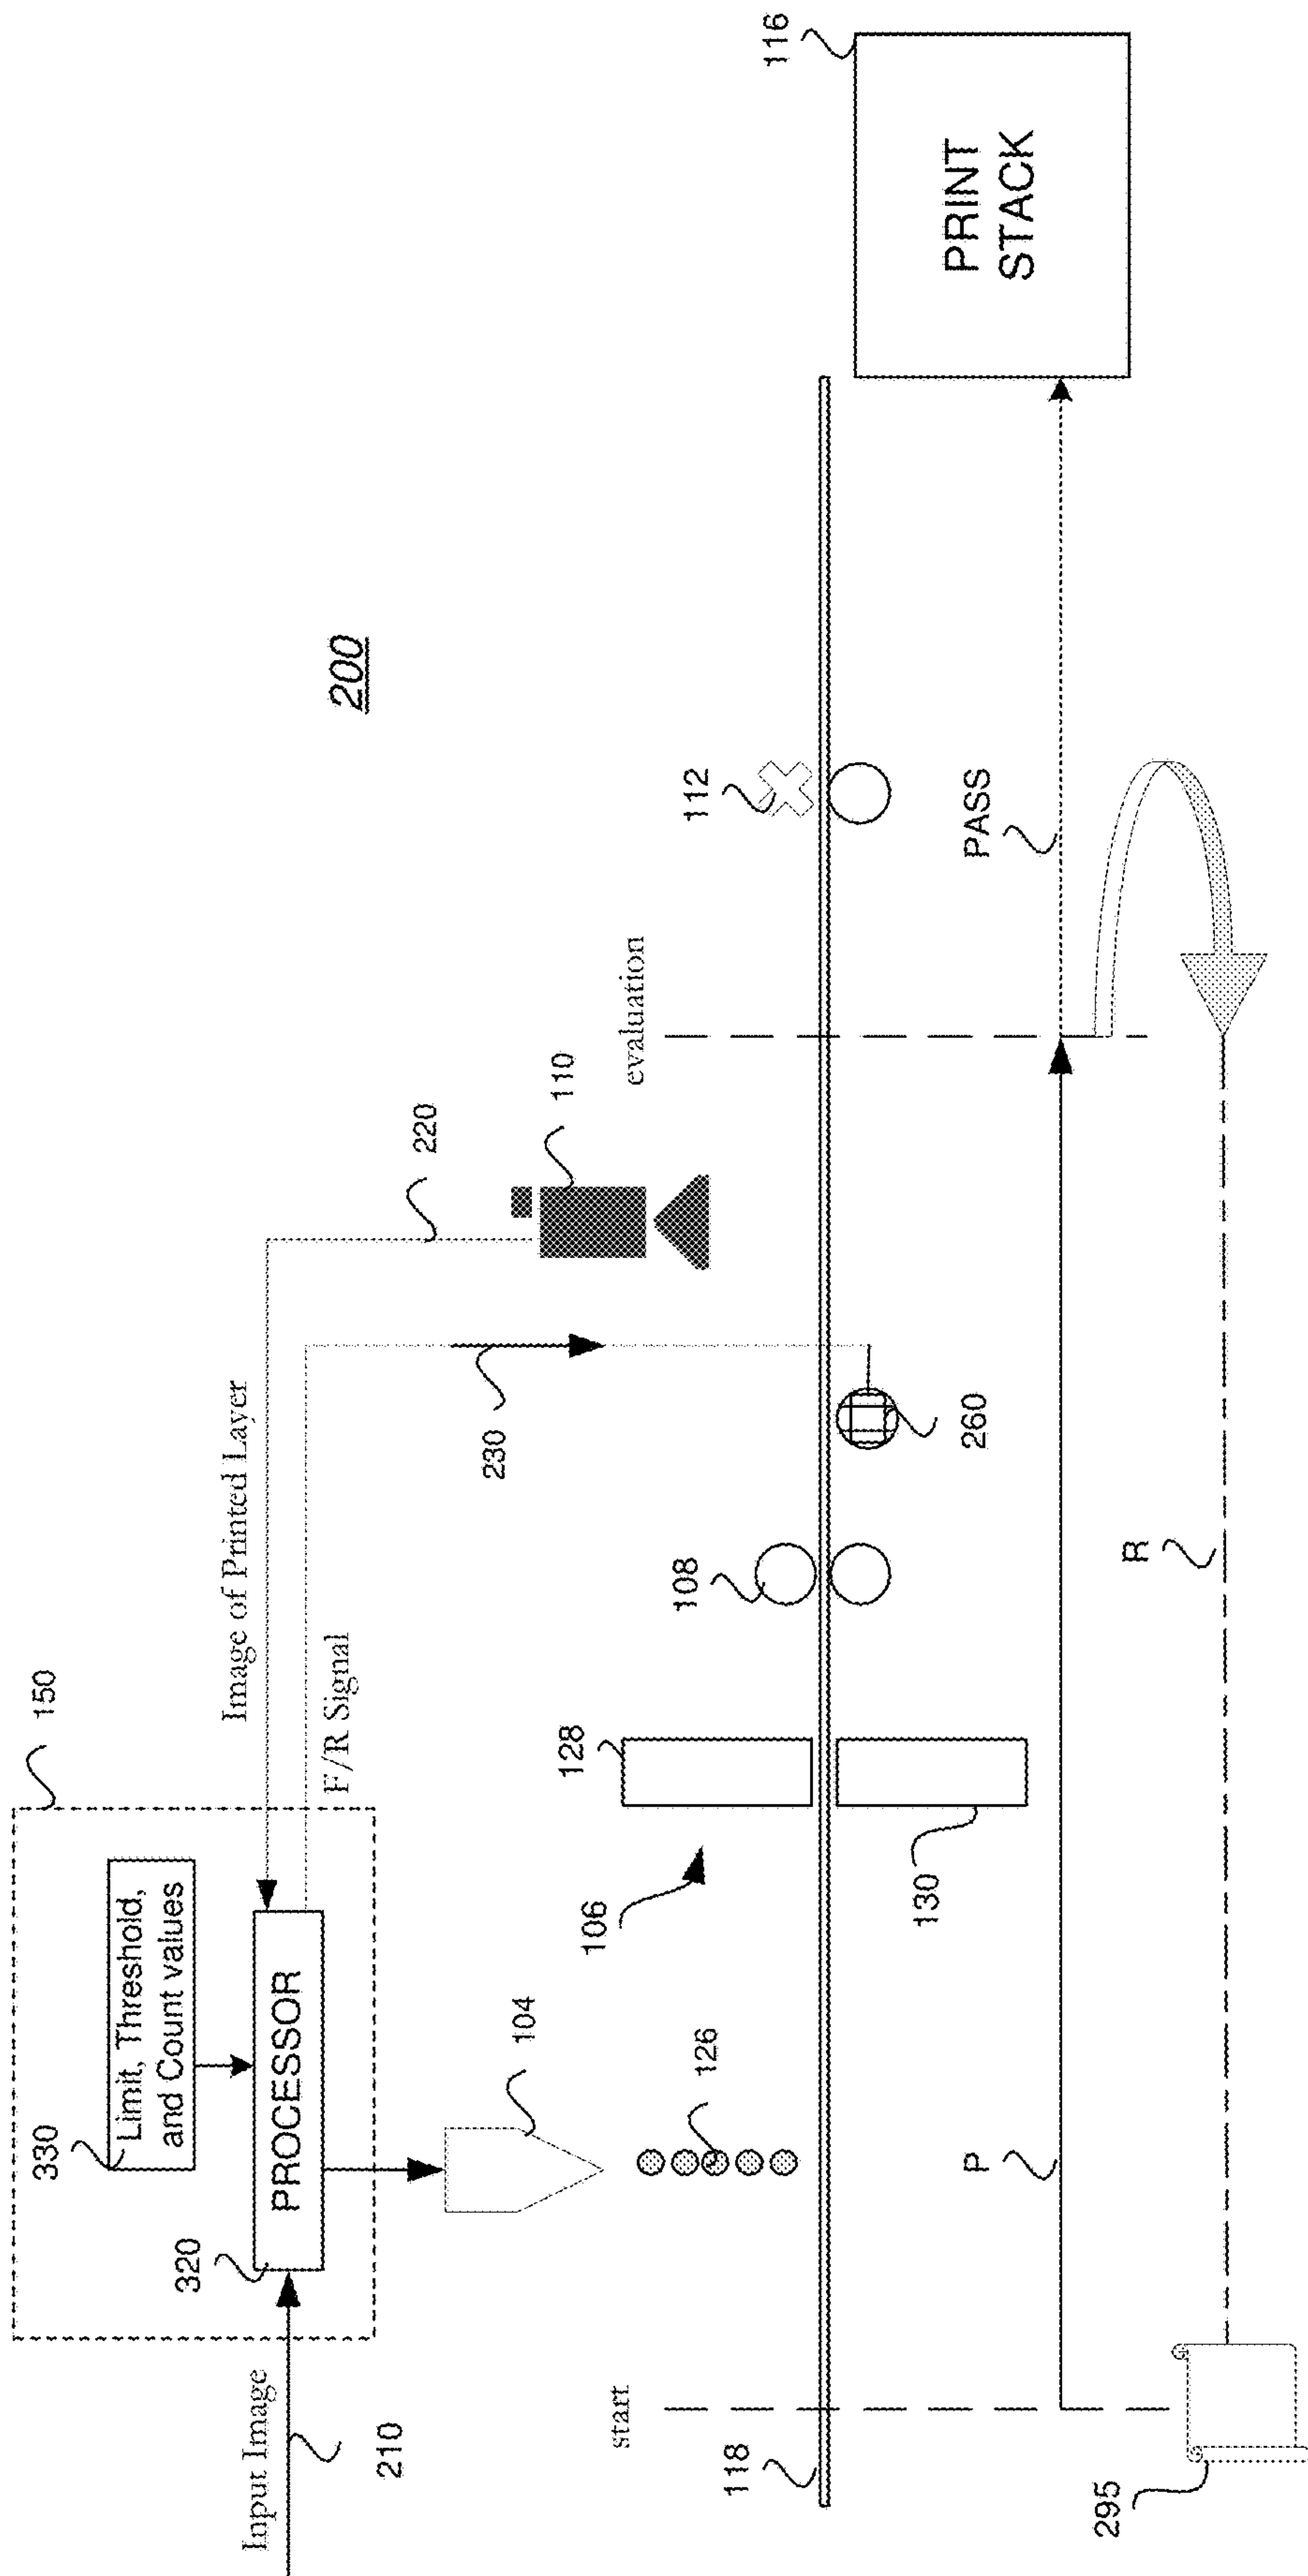 200
150
330
Limit, Threshold,
and Count values
320
PROCESSOR
Input Image
210
Image of Printed Layer
220
F/R Signal
230
104
126
106
128
130
108
260
110
evaluation
112
116
PRINT
STACK
start
118
P
PASS
R
295